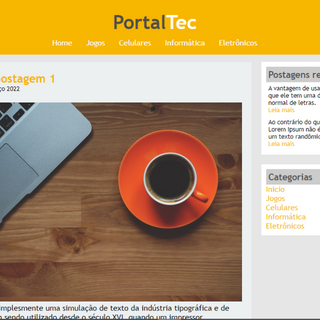 PortalTec
Home Jogos Celulares Informática Eletrônicos
ostagem 1
ço 2022
implesmente uma simulação de texto da indústria tipográfica e de
sendo utilizado desde o século XVI, quando um impressor
Postagens re
A vantagem de usa
que ele tem uma d
normal de letras.
Leia mais
Ao contrário do qu
Lorem Ipsum não é
um texto randômic
Leia mais
Categorias
Início
Jogos
Celulares
Informática
Eletrônicos